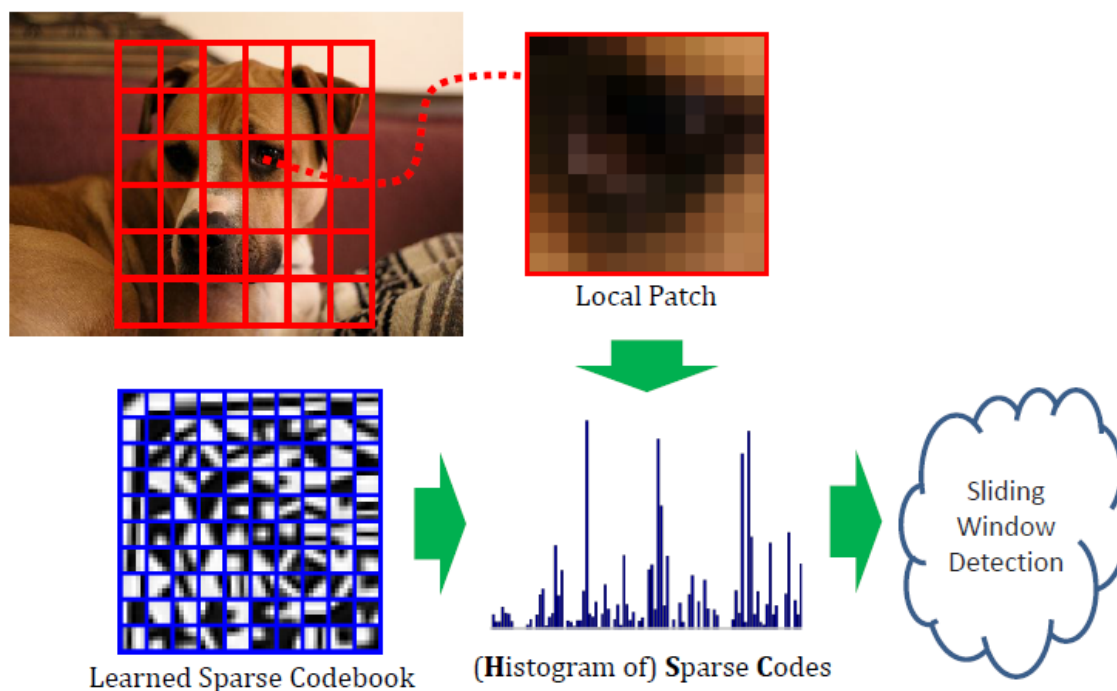 Local Patch
Learned Sparse Codebook
(Histogram of) Sparse Codes
Sliding
Window
Detection